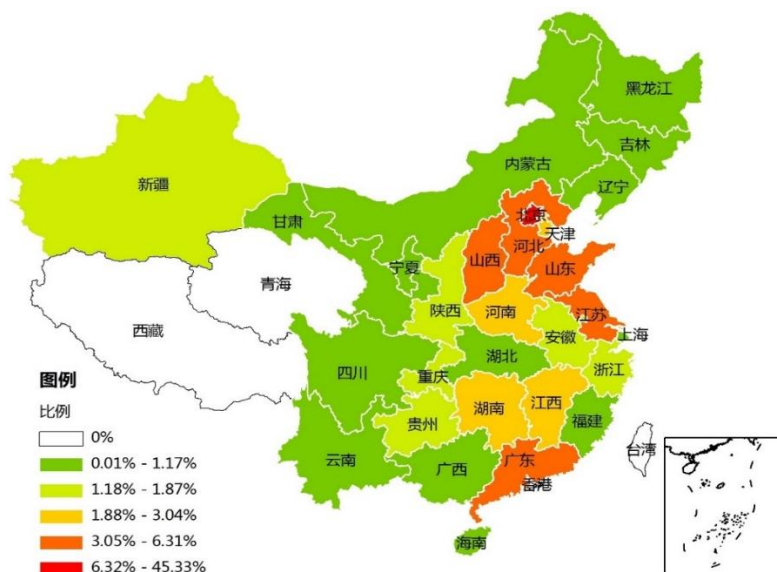 黑龙江
吉林
辽宁
内蒙古
新疆
甘肃
北京
天津
河北
山西
山东
宁夏
青海
陕西
河南
江苏
西藏
安徽
上海
四川
重庆
湖北
浙江
贵州
湖南
江西
福建
云南
广西
广东
台湾
香港
海南
图例
比例
0%
0.01% - 1.17%
1.18% - 1.87%
1.88% - 3.04%
3.05% - 6.31%
6.32% - 45.33%